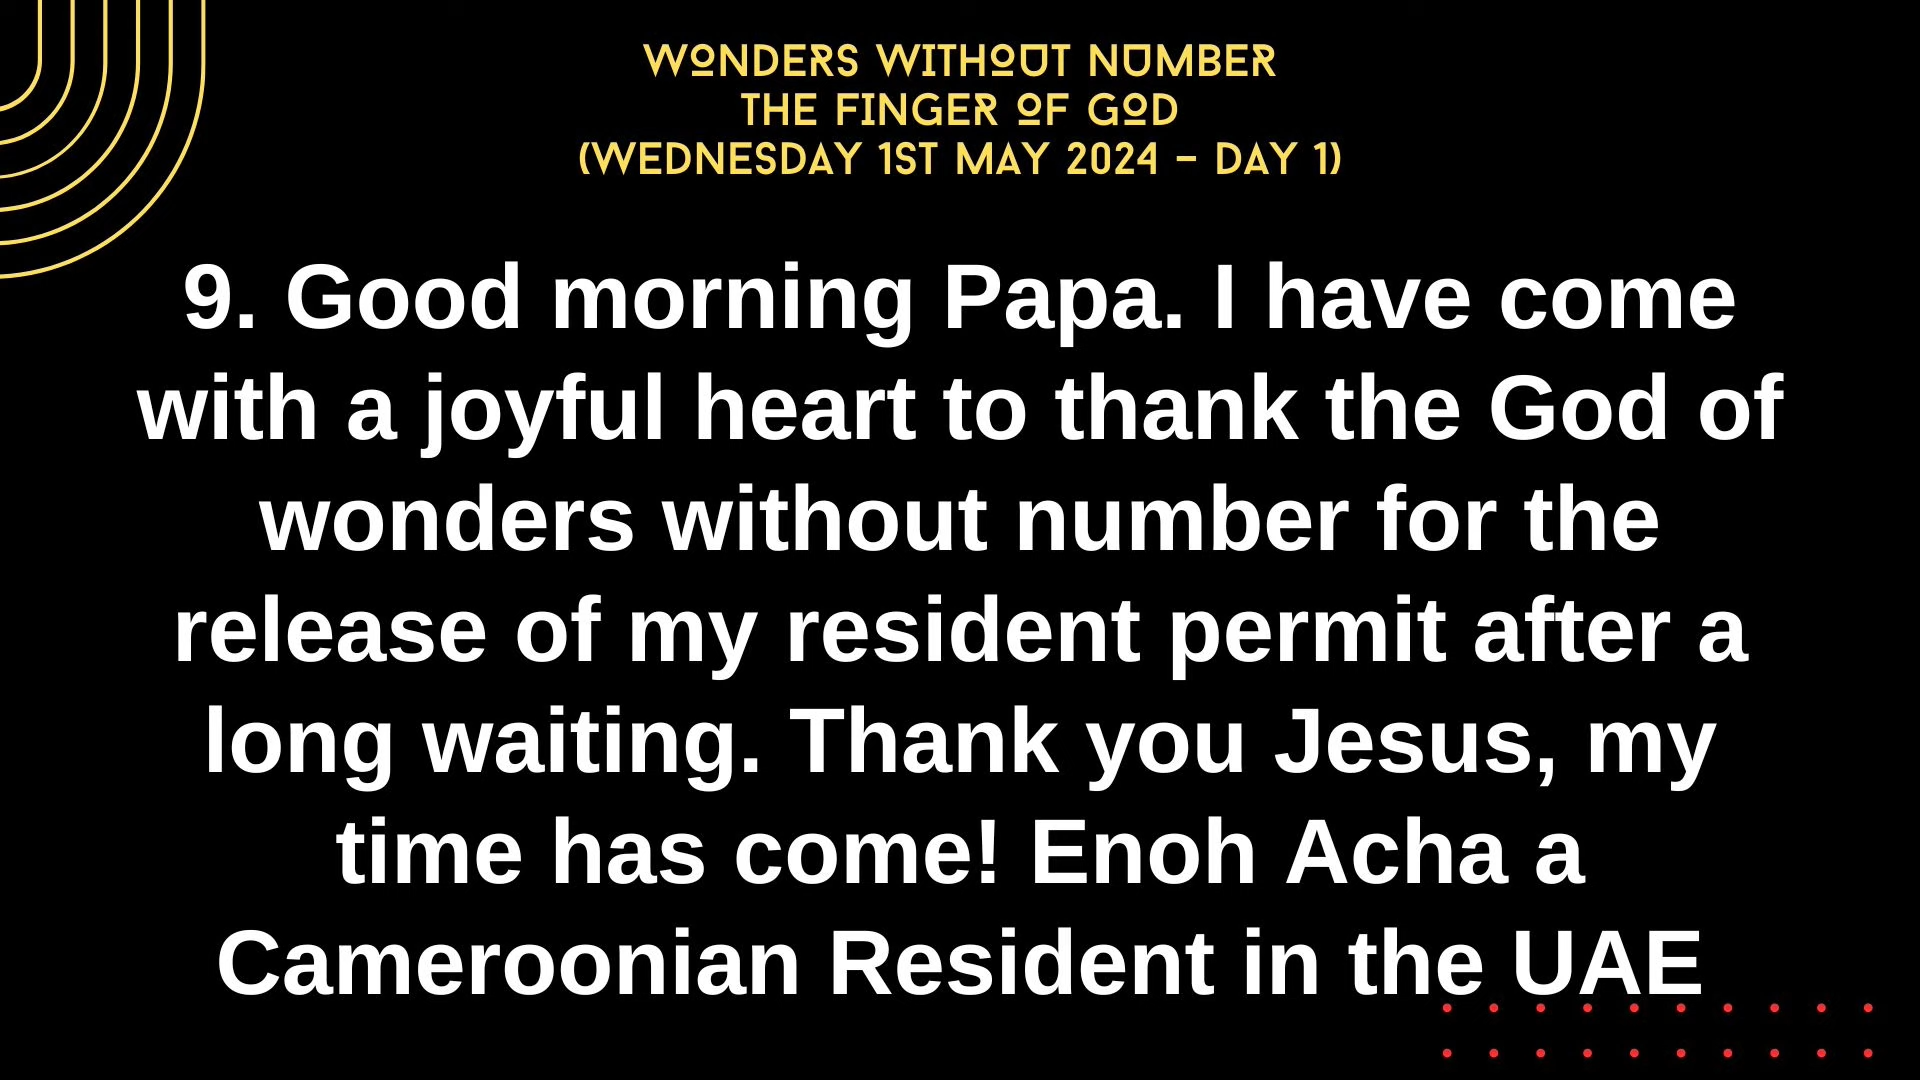 WONDERS WITHOUT NUMBER
THE FINGER OF GOD
(WEDNESDAY 1ST MAY 2024 - DAY 1)
9. Good morning Papa. I have come
with a joyful heart to thank the God of
wonders without number for the
release of my resident permit after a
long waiting. Thank you Jesus, my
time has come! Enoh Acha a
Cameroonian Resident in the UAE